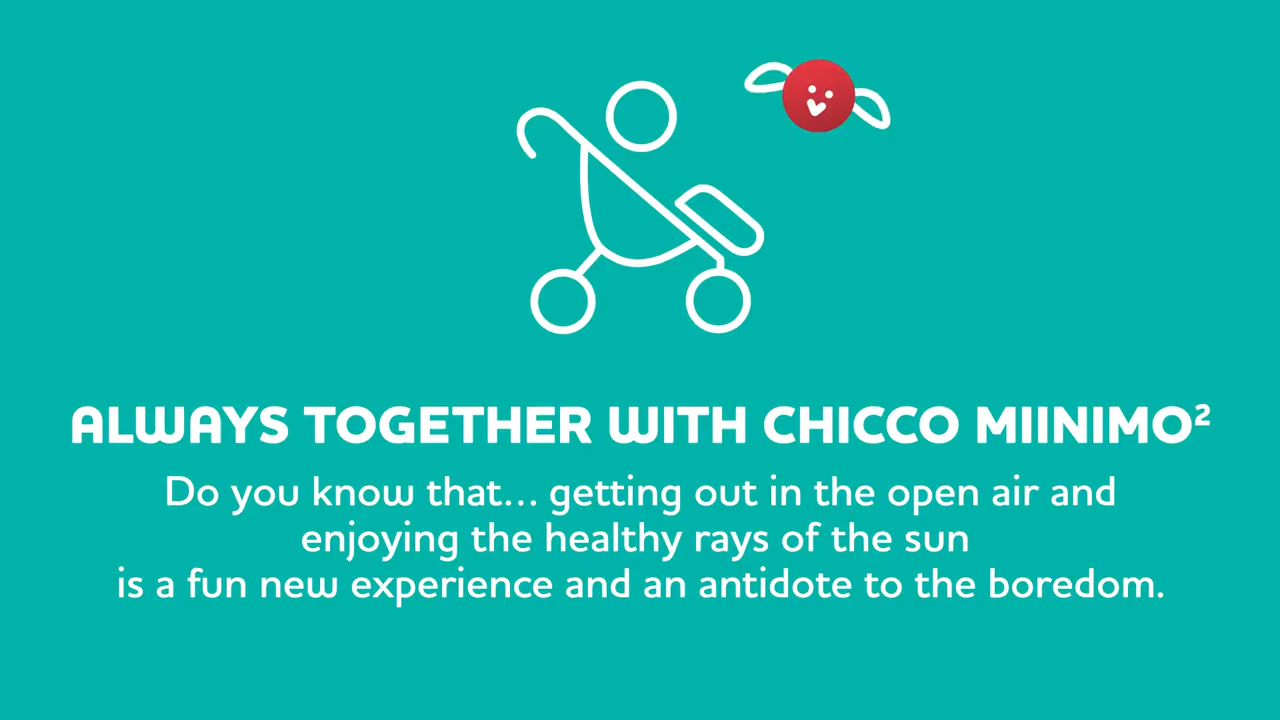 ALWAYS TOGETHER WITH CHICCO MIINIMO²
Do you know that... getting out in the open air and
enjoying the healthy rays of the sun
is a fun new experience and an antidote to the boredom.